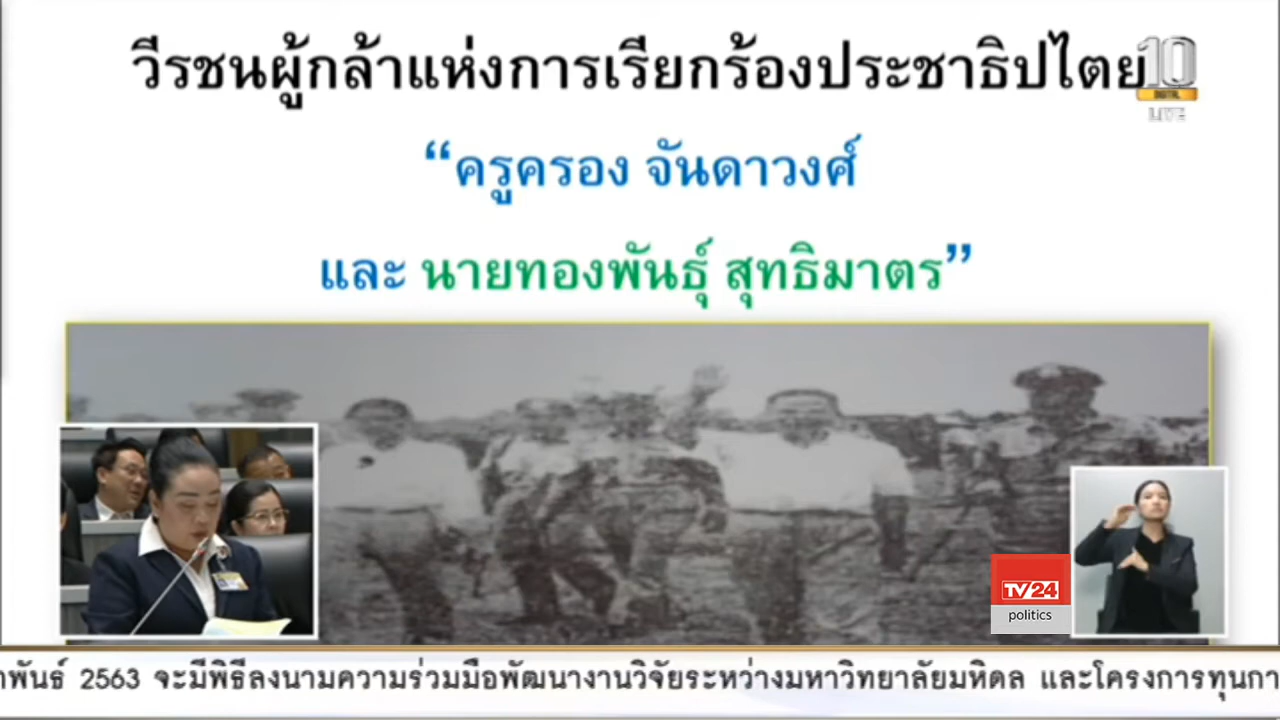 วีรชนผู้กล้าแห่งการเรียกร้องประชาธิปไตย
10
DIGITAL
LIVE
“ครูครอง จันดาวงศ์
และ นายทองพันธุ์ สุทธิมาตร”
TV24
politics
าพันธ์ 2563 จะมีพิธีลงนามความร่วมมือพัฒนางานวิจัยระหว่างมหาวิทยาลัยมหิดล และโครงการทุนกา